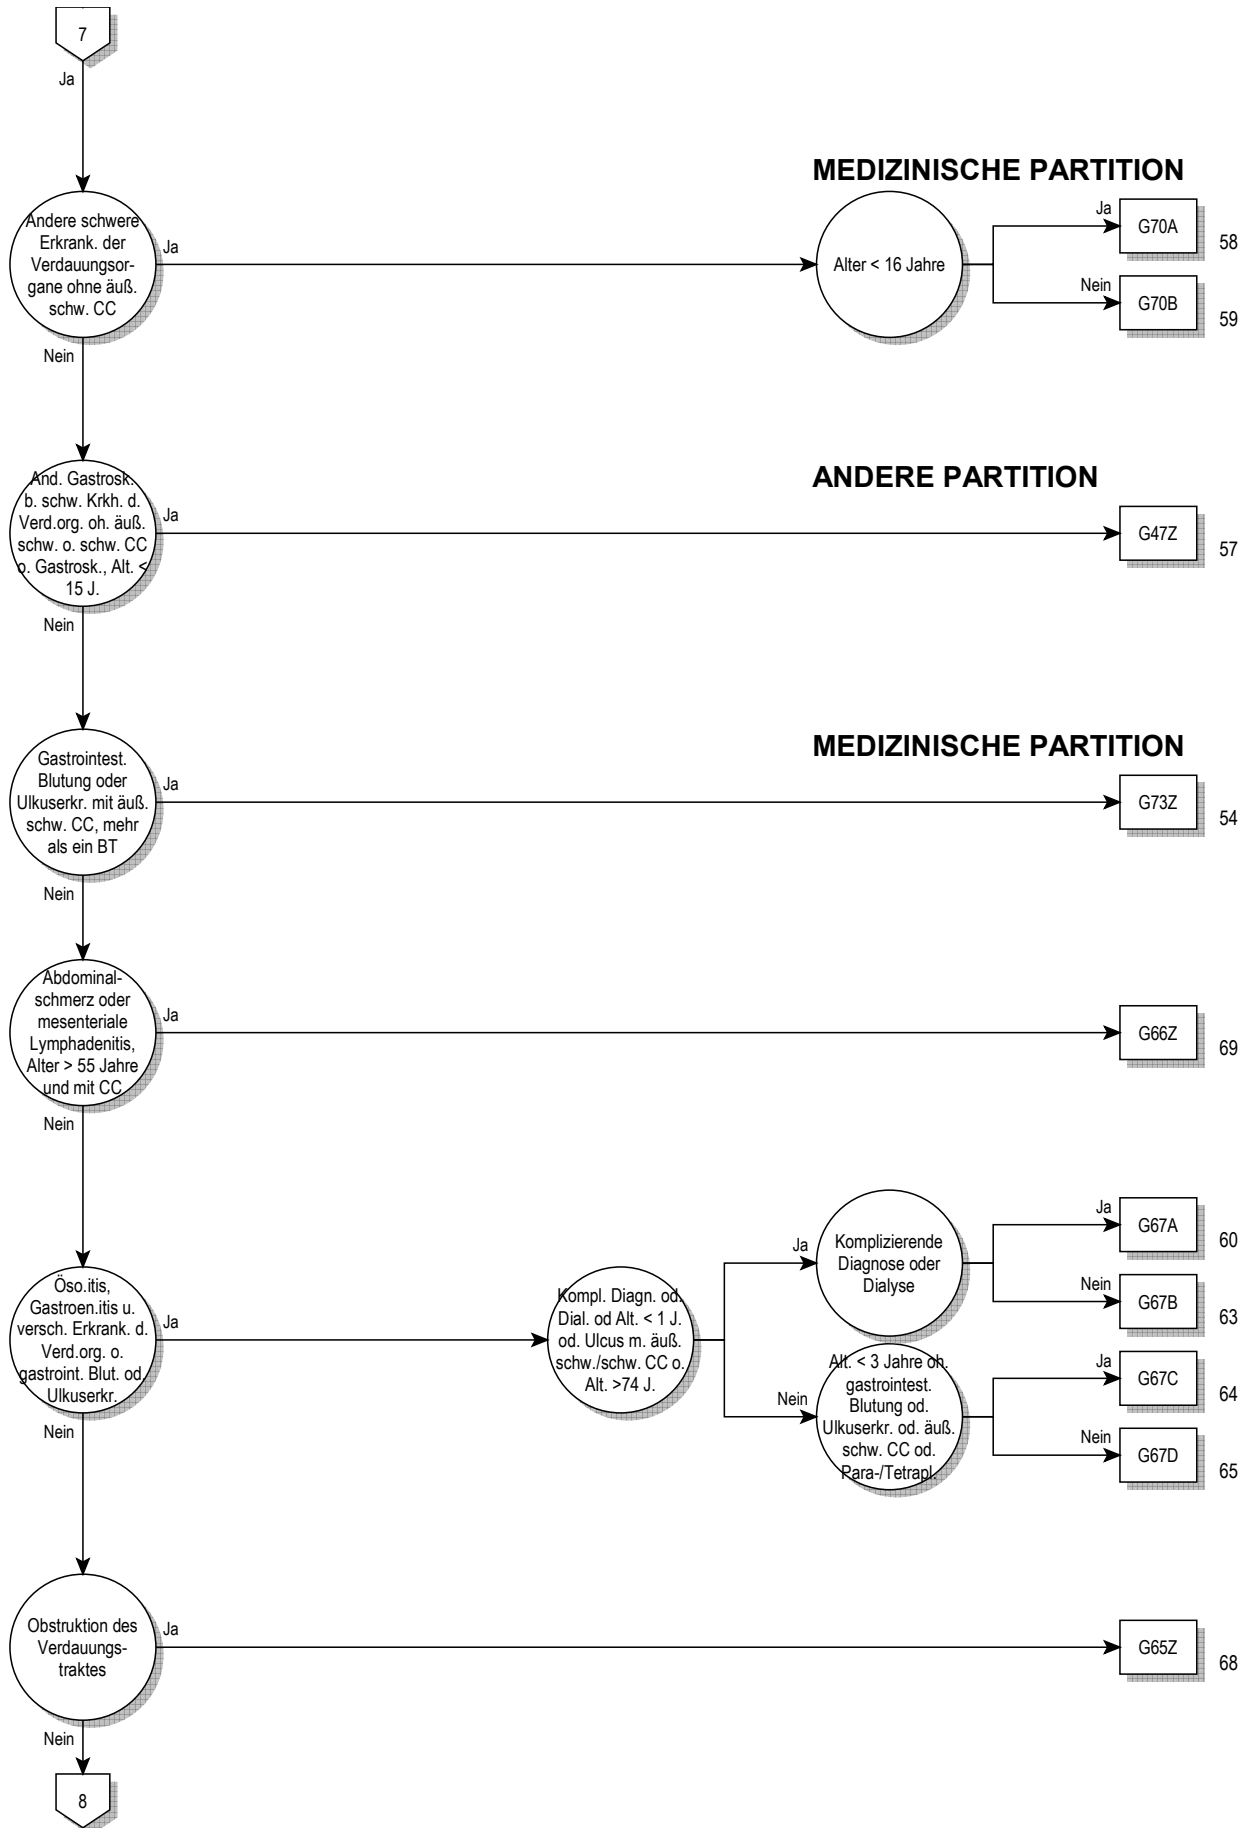 7
Ja
MEDIZINISCHE PARTITION
Andere schwere
Erkrank. der
Verdauungsor-
gane ohne äuß.
schw. CC
Ja
Alter < 16 Jahre
Ja
G70A
58
Nein
G70B
59
Nein
ANDERE PARTITION
And. Gastrosk.
b. schw. Krkh. d.
Verd.org. oh. äuß.
schw. o. schw. CC
o. Gastrosk., Alt. <
15 J.
Ja
G47Z
57
Nein
MEDIZINISCHE PARTITION
Gastrointest.
Blutung oder
Ulkuserkr. mit äuß.
schw. CC, mehr
als ein BT
Ja
G73Z
54
Nein
Abdominal-
schmerz oder
mesenteriale
Lymphadenitis,
Alter > 55 Jahre
und mit CC
Ja
G66Z
69
Nein
Öso.itis,
Gastroen.itis u.
versch. Erkrank. d.
Verd.org. o.
gastroint. Blut. od.
Ulkuserkr.
Ja
Kompl. Diagn. od.
Dial. od Alt. < 1 J.
od. Ulcus m. äuß.
schw./schw. CC o.
Alt. >74 J.
Ja
Komplizierende
Diagnose oder
Dialyse
Ja
G67A
60
Nein
G67B
63
Nein
Alt. < 3 Jahre oh.
gastrointest.
Blutung od.
Ulkuserkr. od. äuß.
schw. CC od.
Para-/Tetrapl.
Ja
G67C
64
Nein
G67D
65
Nein
Obstruktion des
Verdauungs-
traktes
Ja
G65Z
68
Nein
8